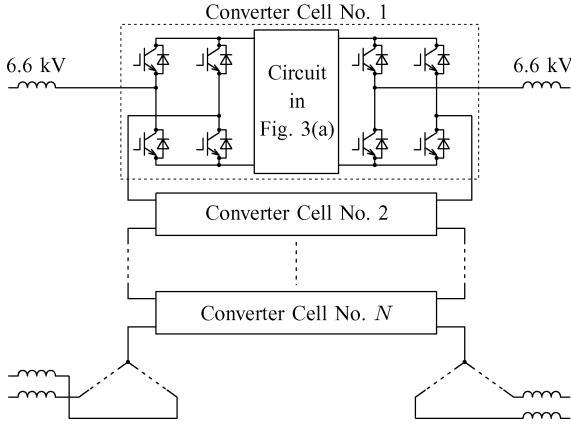 Converter Cell No. 1
6.6 kV
6.6 kV
Circuit
in
Fig. 3(a)
Converter Cell No. 2
Converter Cell No. N